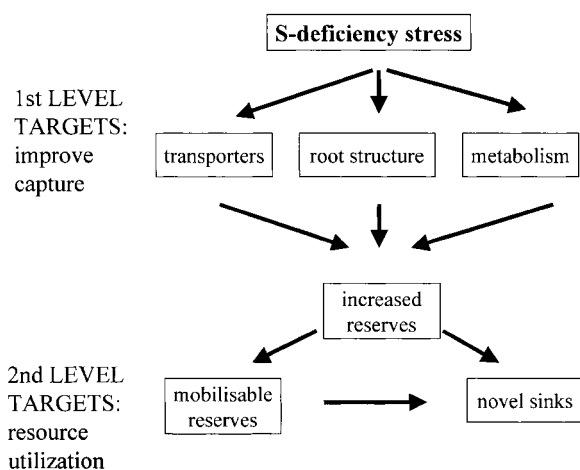 S-deficiency stress
1st LEVEL
TARGETS:
improve
capture
transporters
root structure
metabolism
increased
reserves
2nd LEVEL
TARGETS:
resource
utilization
mobilisable
reserves
novel sinks